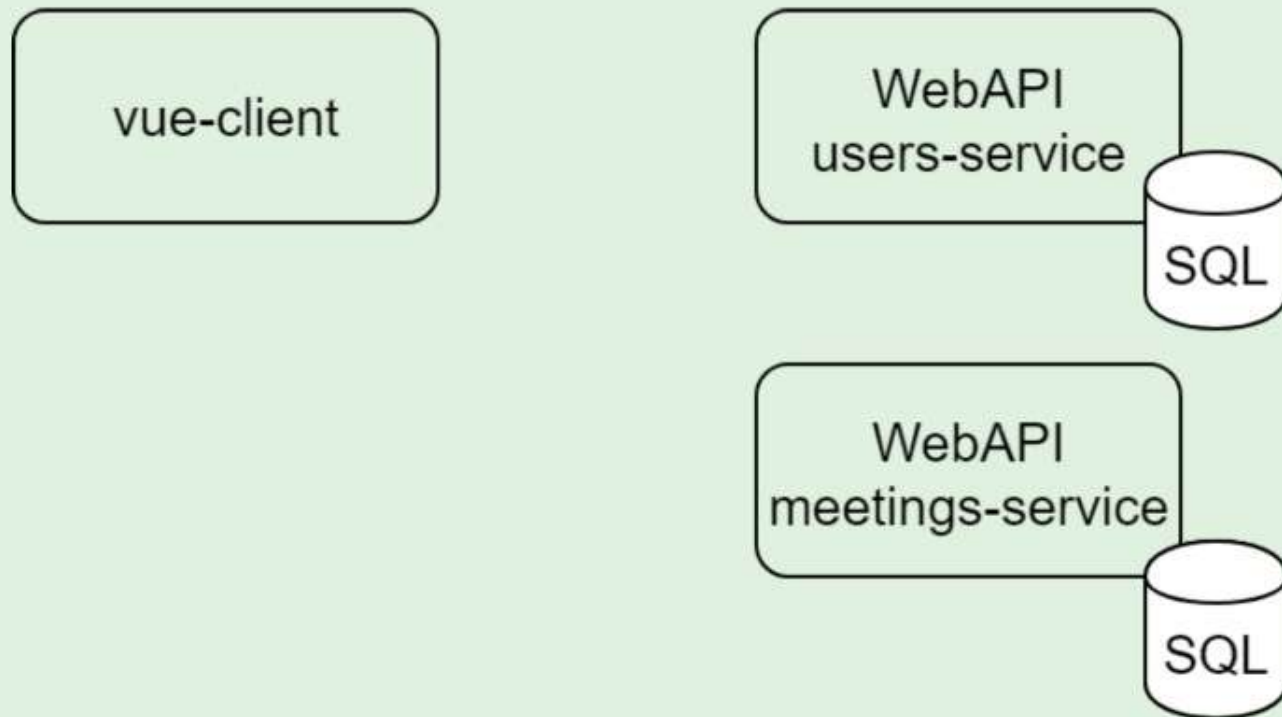 vue-client
WebAPI
users-service
SQL
WebAPI
meetings-service
SQL